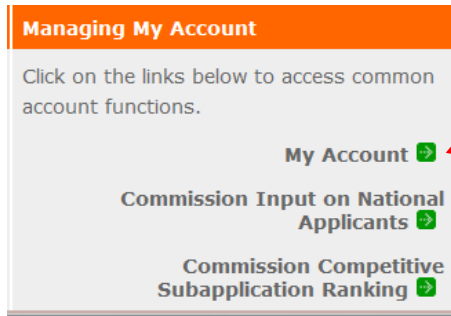 Managing My Account
Click on the links below to access common
account functions.
My Account
Commission Input on National
Applicants
Commission Competitive
Subapplication Ranking